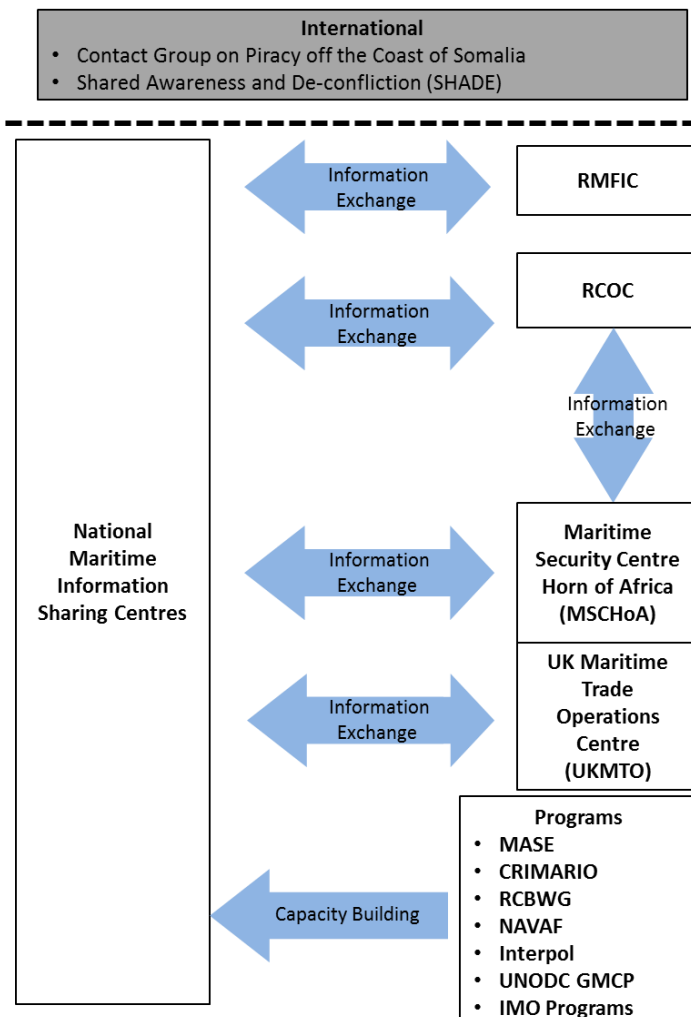 International
• Contact Group on Piracy off the Coast of Somalia
• Shared Awareness and De-confliction (SHADE)
National
Maritime
Information
Sharing Centres
Information
Exchange
RMFIC
Information
Exchange
RCOC
Information
Exchange
Information
Exchange
Maritime
Security Centre
Horn of Africa
(MSCHoA)
Information
Exchange
UK Maritime
Trade
Operations
Centre
(UKMTO)
Capacity Building
Programs
• MASE
• CRIMARIO
• RCBWG
• NAVAF
• Interpol
• UNODC GMCP
• IMO Programs